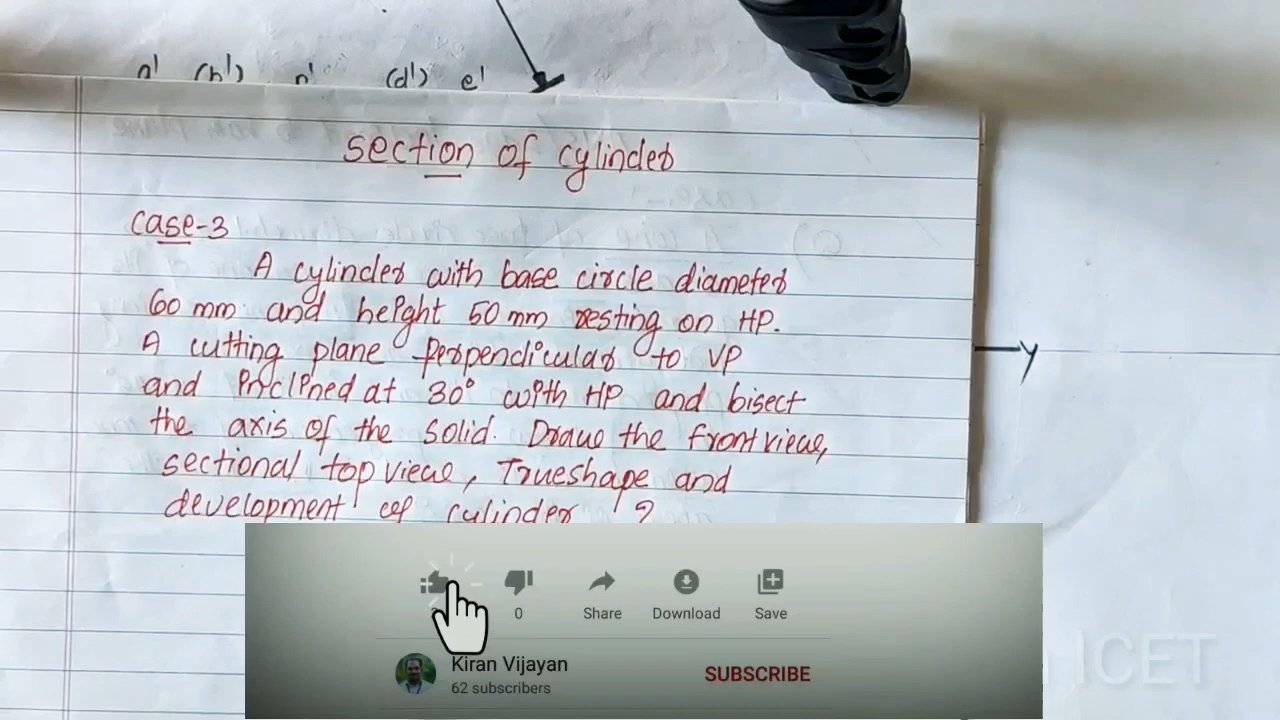 a' (b') n' (d') e'
section of cylinder
case-3
A cylinder with base circle diameter
60 mm and height 50 mm resting on HP.
A cutting plane perpendicular to VP
and inclined at 30° with HP and bisect
the axis of the solid. Draw the front view,
sectional top view, Trueshape and
development of cylinder ?
y
0 Share Download Save
Kiran Vijayan
62 subscribers
SUBSCRIBE
ICET